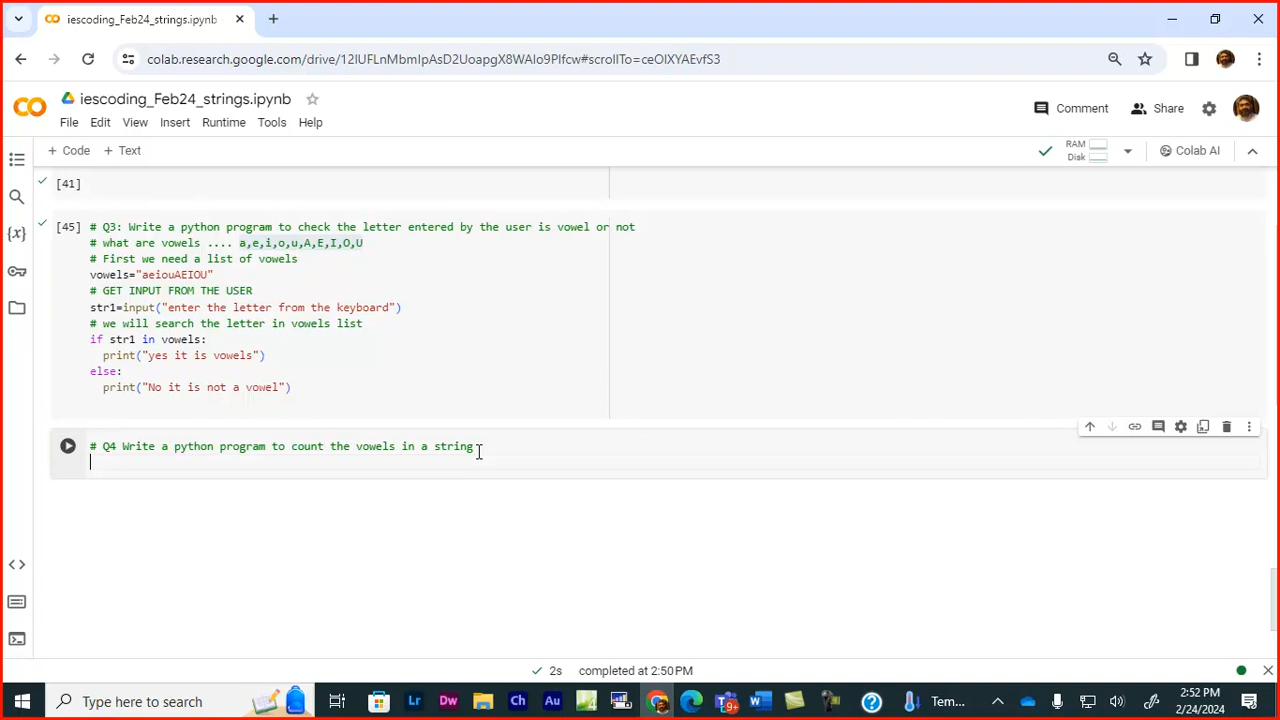 iescoding_Feb24_strings.ipynb
colab.research.google.com/drive/12lUFLnMbmIpAsD2UoapgX8WAIo9PIfcw#scrollTo=ceOIXYAEvfS3
iescoding_Feb24_strings.ipynb
Comment Share
File Edit View Insert Runtime Tools Help
+ Code + Text
RAM
Disk
Colab AI
[41]
[45] # Q3: Write a python program to check the letter entered by the user is vowel or not
# what are vowels .... a,e,i,o,u,A,E,I,O,U
# First we need a list of vowels
vowels="aeiouAEIOU"
# GET INPUT FROM THE USER
str1=input("enter the letter from the keyboard")
# we will search the letter in vowels list
if str1 in vowels:
print("yes it is vowels")
else:
print("No it is not a vowel")
# Q4 Write a python program to count the vowels in a string
2s completed at 2:50 PM
Type here to search
Lr Dw Ch Au 9+ Tem...
2:52 PM
2/24/2024